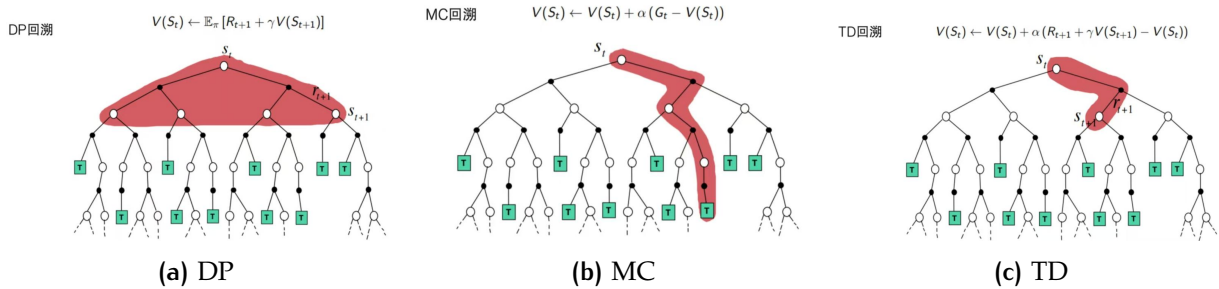 DP回溯
V(S_t) ← 𝔼_π [R_{t+1} + γV(S_{t+1})]
s_t
r_{t+1}
s_{t+1}
T T T T T
T T T T
(a) DP
MC回溯
V(S_t) ← V(S_t) + α (G_t − V(S_t))
s_t
T T T T T
T T T T
(b) MC
TD回溯
V(S_t) ← V(S_t) + α (R_{t+1} + γV(S_{t+1}) − V(S_t))
s_t
r_{t+1}
s_{t+1}
T T T T T
T T T T
(c) TD